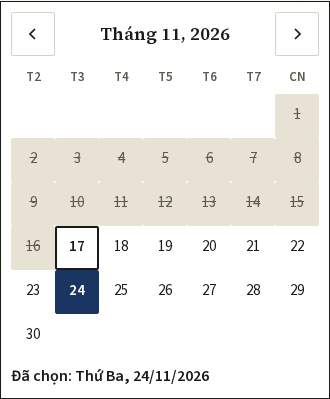 Tháng 11, 2026
T2 T3 T4 T5 T6 T7 CN
1
2 3 4 5 6 7 8
9 10 11 12 13 14 15
16 17 18 19 20 21 22
23 24 25 26 27 28 29
30
Đã chọn: Thứ Ba, 24/11/2026